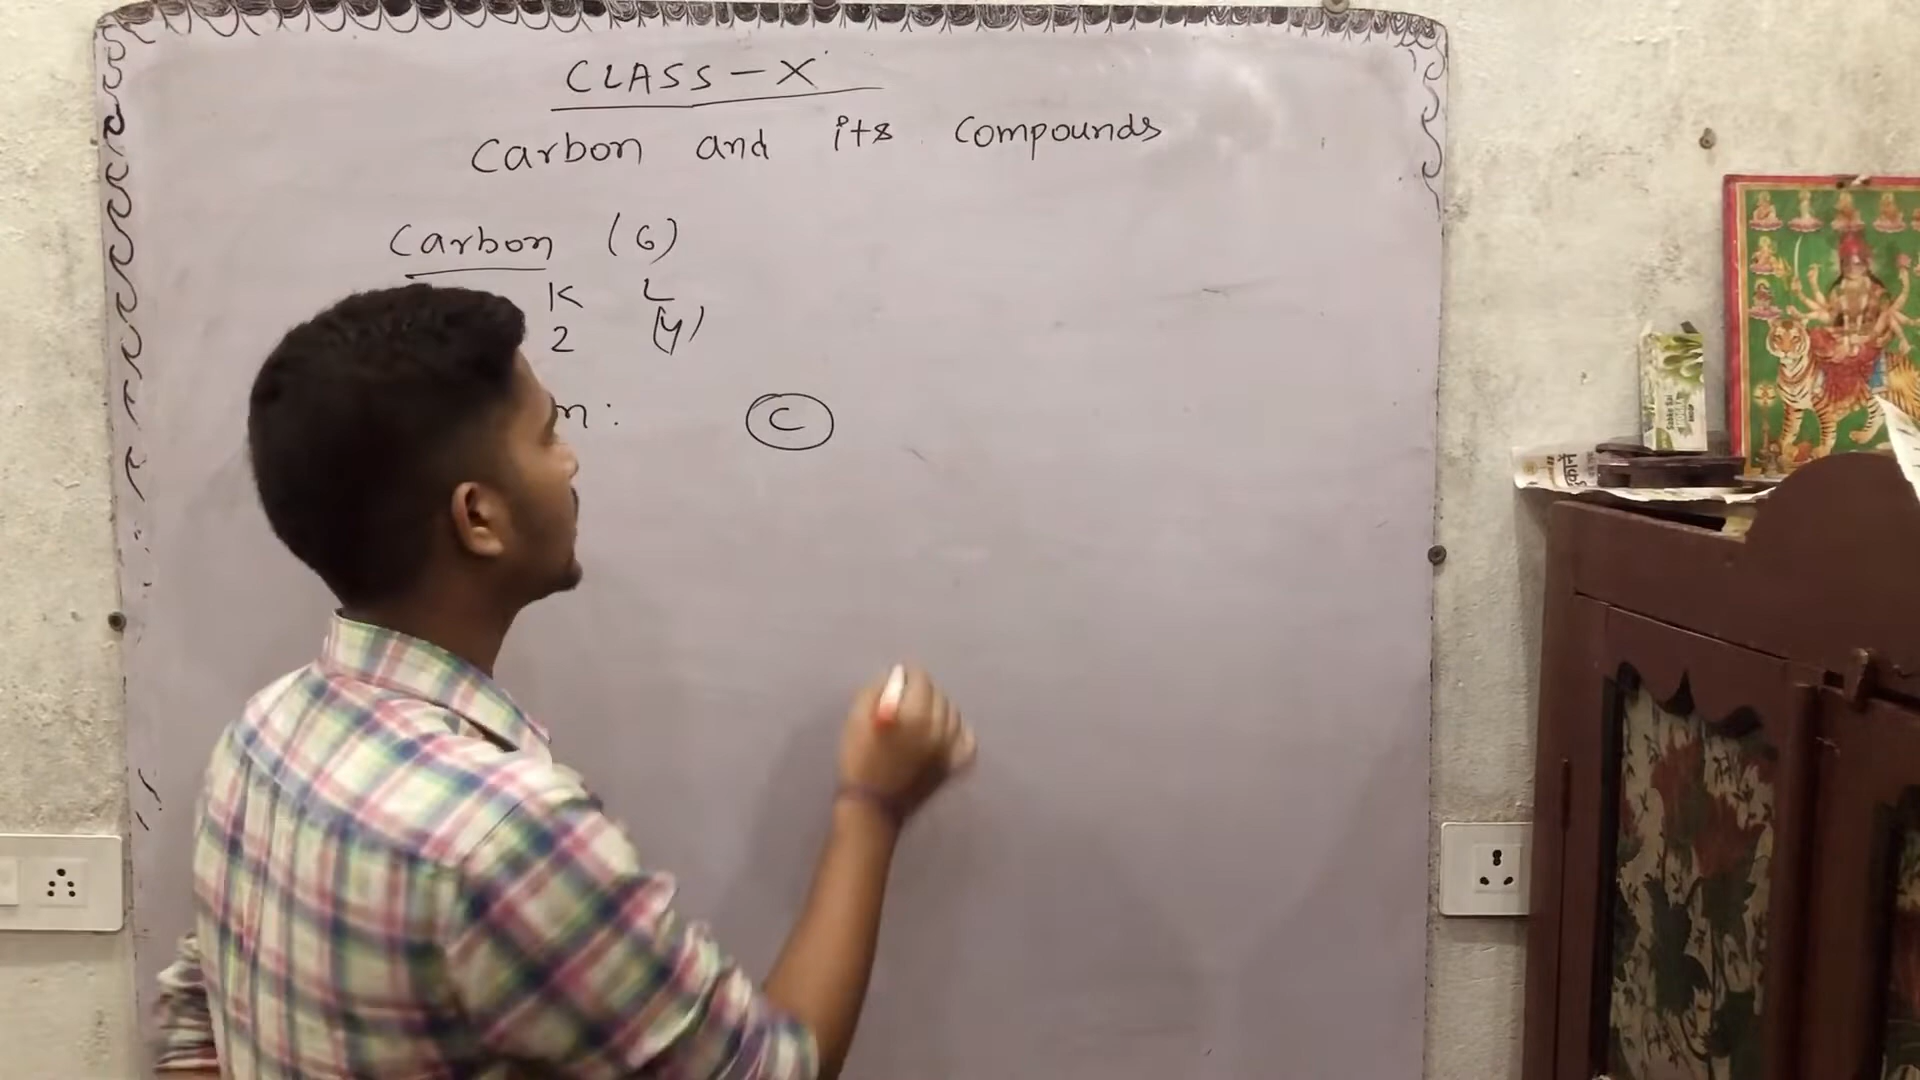 CLASS - X
Carbon and its Compounds
Carbon (6)
K L
2 (4)
n: C
दुकानें